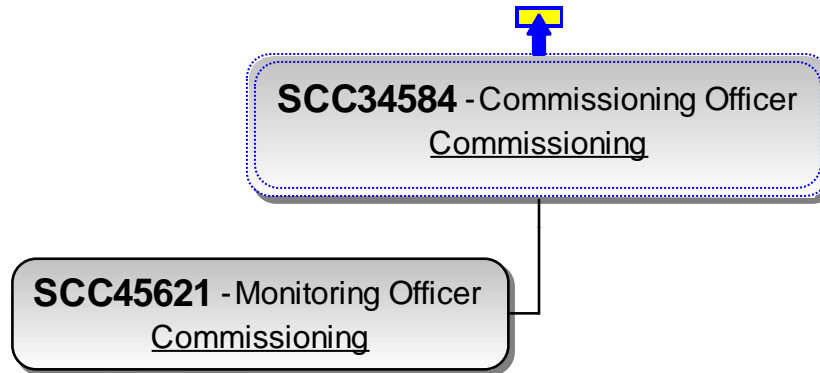 SCC34584 - Commissioning Officer
Commissioning
SCC45621 - Monitoring Officer
Commissioning